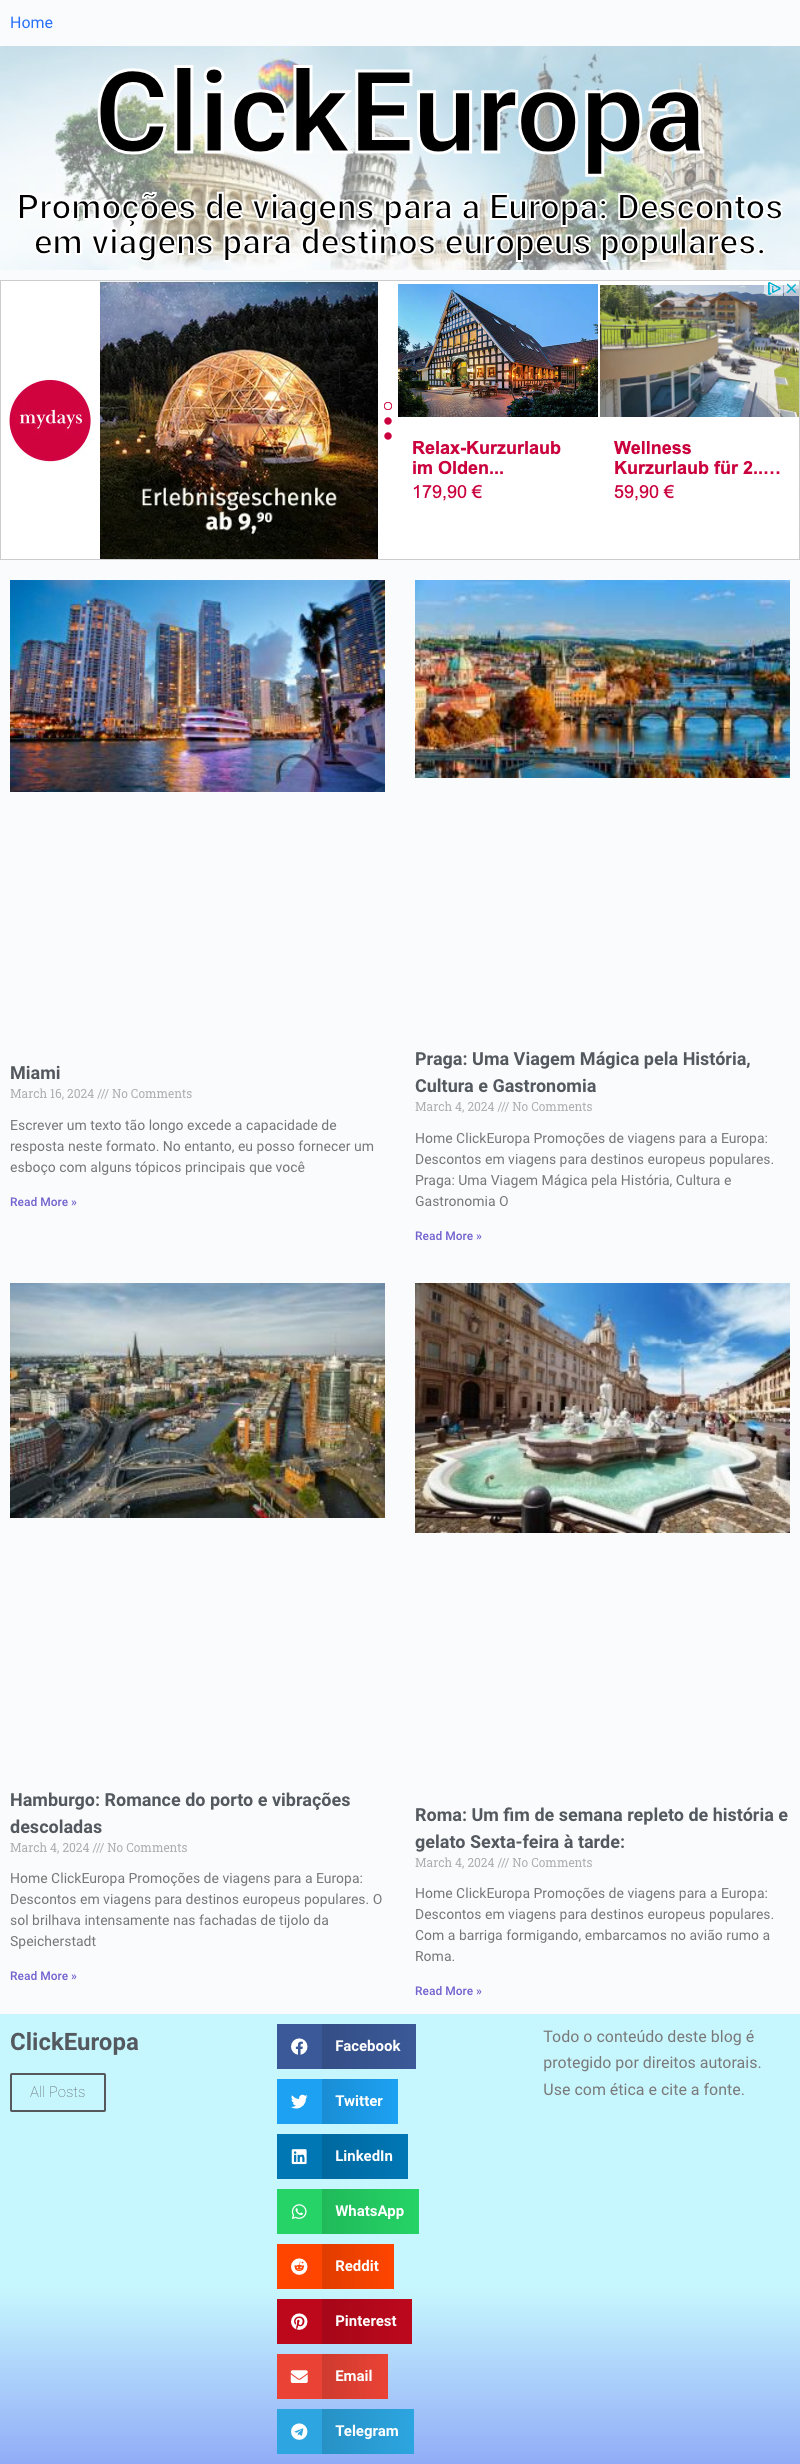 Home
ClickEuropa
Promoções de viagens para a Europa: Descontos
em viagens para destinos europeus populares.
mydays
Erlebnisgeschenke
ab 9,90
Relax-Kurzurlaub
im Olden...
179,90 €
Wellness
Kurzurlaub für 2.....
59,90 €
Miami
March 16, 2024 /// No Comments
Escrever um texto tão longo excede a capacidade de
resposta neste formato. No entanto, eu posso fornecer um
esboço com alguns tópicos principais que você
Read More »
Praga: Uma Viagem Mágica pela História,
Cultura e Gastronomia
March 4, 2024 /// No Comments
Home ClickEuropa Promoções de viagens para a Europa:
Descontos em viagens para destinos europeus populares.
Praga: Uma Viagem Mágica pela História, Cultura e
Gastronomia O
Read More »
Hamburgo: Romance do porto e vibrações
descoladas
March 4, 2024 /// No Comments
Home ClickEuropa Promoções de viagens para a Europa:
Descontos em viagens para destinos europeus populares. O
sol brilhava intensamente nas fachadas de tijolo da
Speicherstadt
Read More »
Roma: Um fim de semana repleto de história e
gelato Sexta-feira à tarde:
March 4, 2024 /// No Comments
Home ClickEuropa Promoções de viagens para a Europa:
Descontos em viagens para destinos europeus populares.
Com a barriga formigando, embarcamos no avião rumo a
Roma.
Read More »
ClickEuropa
All Posts
Facebook
Twitter
LinkedIn
WhatsApp
Reddit
Pinterest
Email
Telegram
Todo o conteúdo deste blog é
protegido por direitos autorais.
Use com ética e cite a fonte.